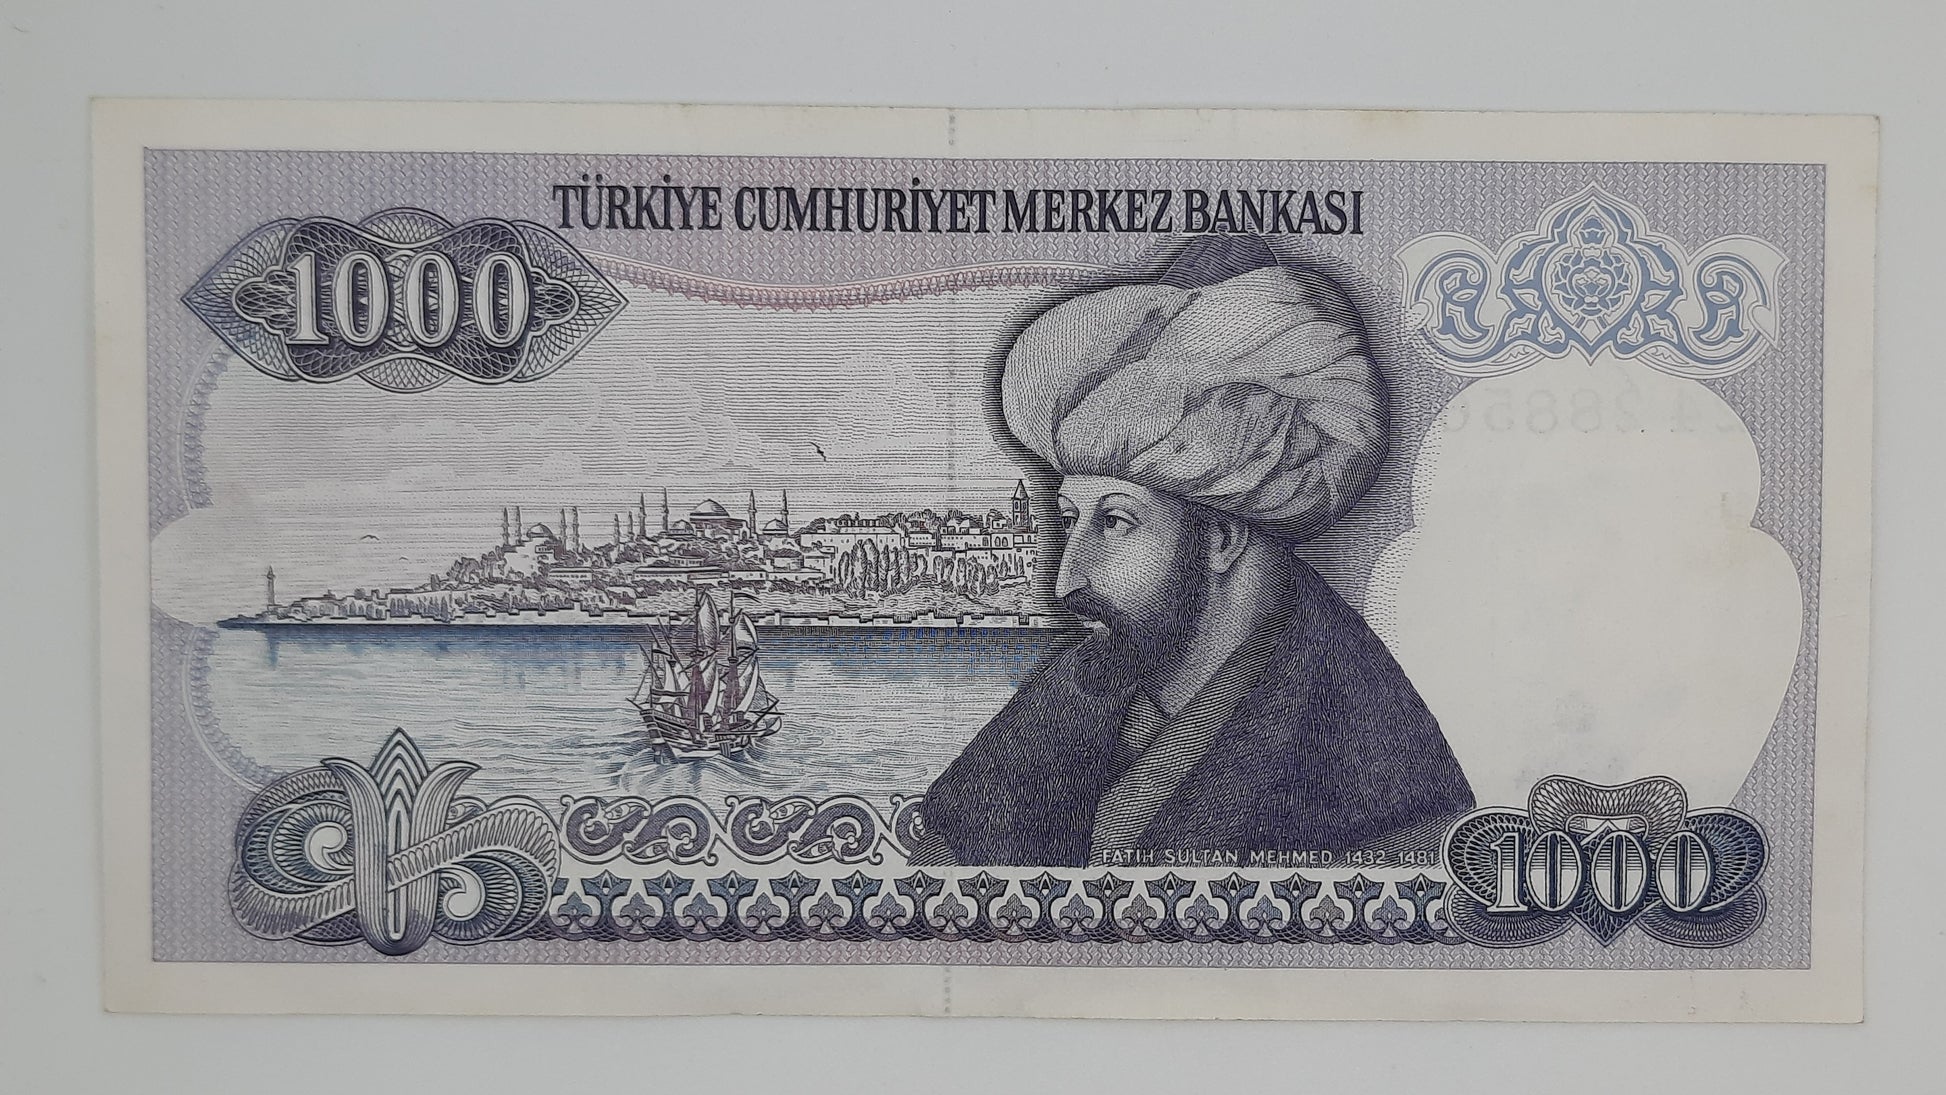 TÜRKİYE CUMHURİYET MERKEZ BANKASI
1000
FATİH SULTAN MEHMED 1432 1481
1000